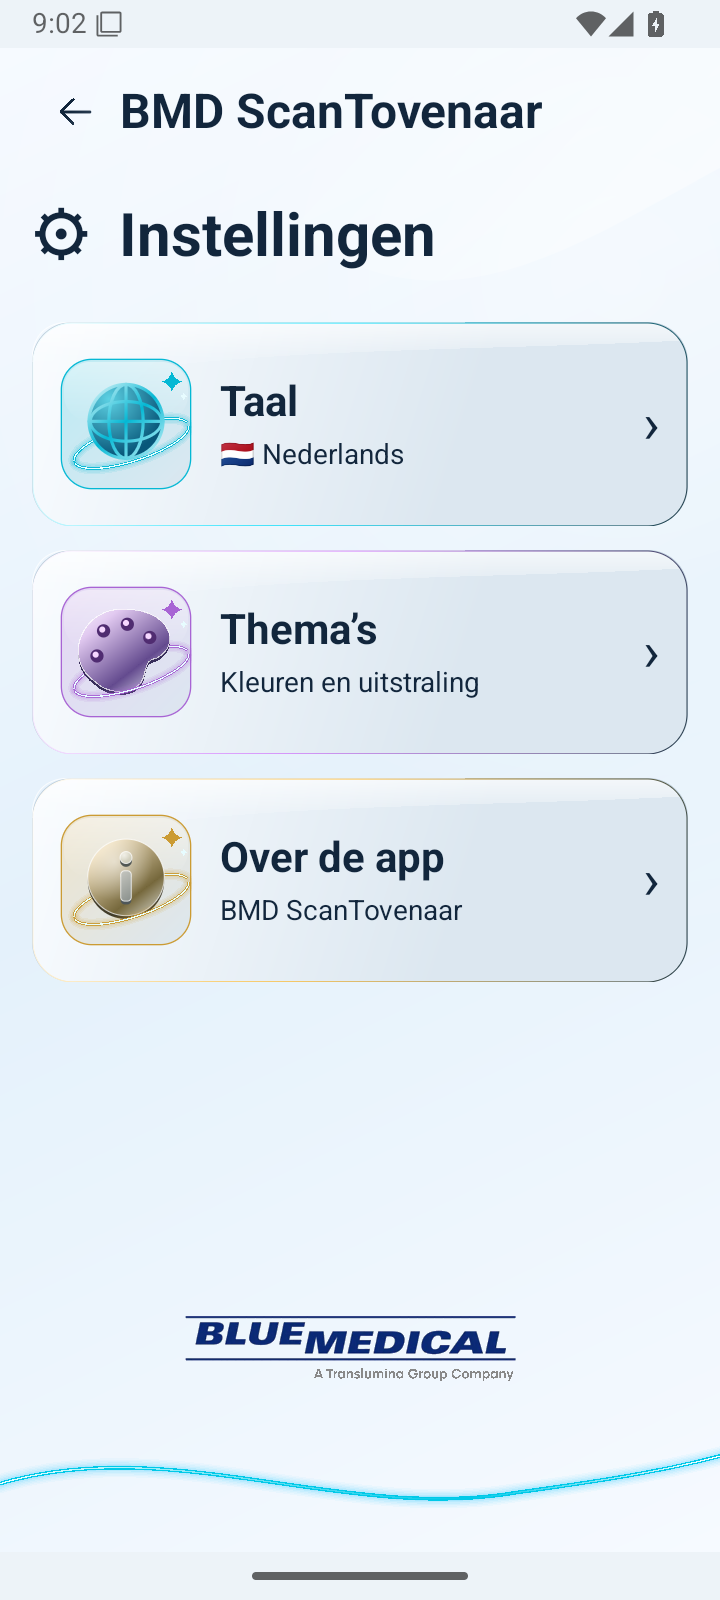 9:02
BMD ScanTovenaar
Instellingen
Taal
🇳🇱 Nederlands
Thema’s
Kleuren en uitstraling
Over de app
BMD ScanTovenaar
BLUEMEDICAL
A Translumina Group Company